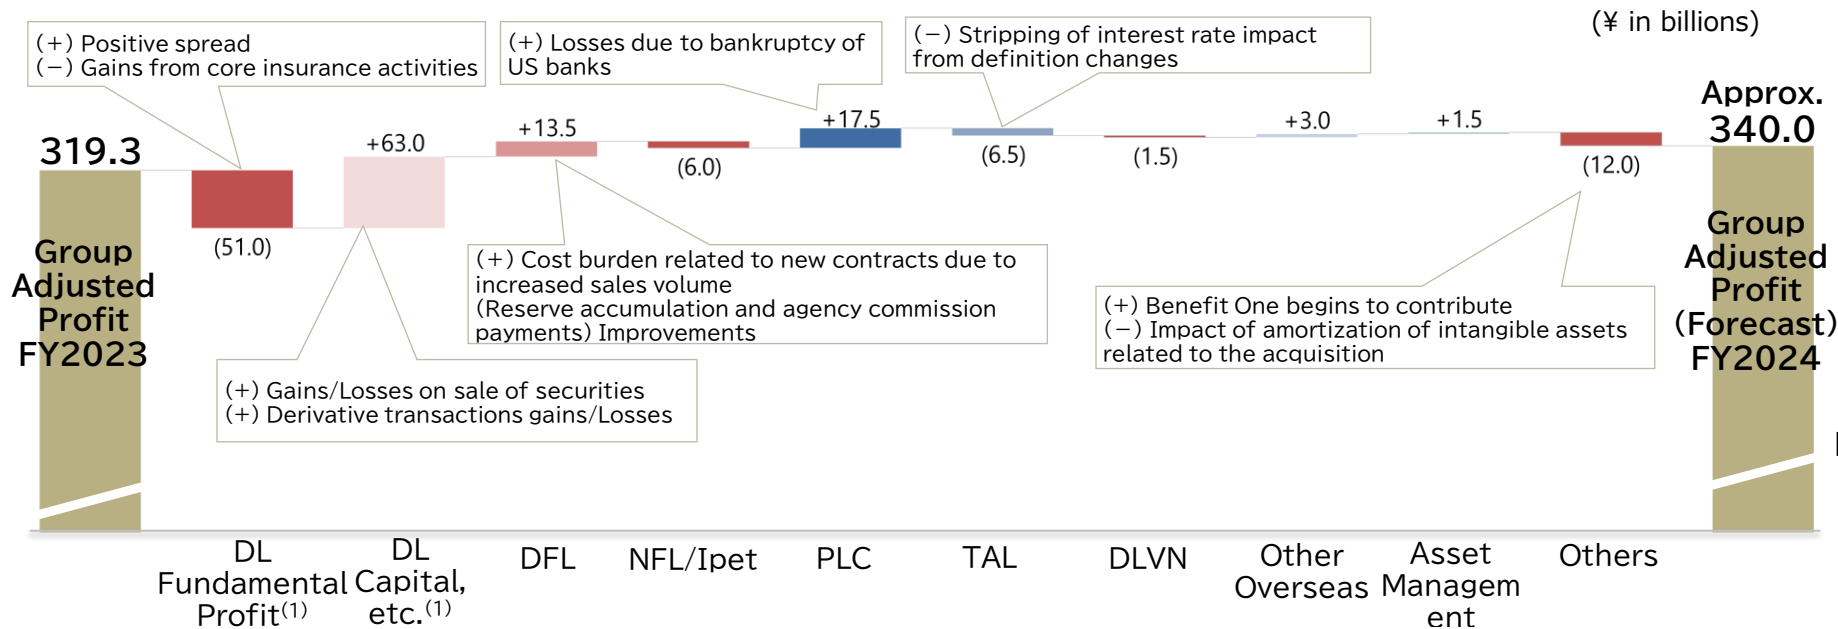 (¥ in billions)
(+) Positive spread
(−) Gains from core insurance activities
(+) Losses due to bankruptcy of
US banks
(−) Stripping of interest rate impact
from definition changes
319.3
Group
Adjusted
Profit
FY2023
(51.0)
+63.0
+13.5
(6.0)
+17.5
(6.5)
(1.5)
+3.0
+1.5
(12.0)
Approx.
340.0
Group
Adjusted
Profit
(Forecast)
FY2024
(+) Cost burden related to new contracts due to
increased sales volume
(Reserve accumulation and agency commission
payments) Improvements
(+) Benefit One begins to contribute
(−) Impact of amortization of intangible assets
related to the acquisition
(+) Gains/Losses on sale of securities
(+) Derivative transactions gains/Losses
DL
Fundamental
Profit(1)
DL
Capital,
etc.(1)
DFL
NFL/Ipet
PLC
TAL
DLVN
Other
Overseas
Asset
Managem
ent
Others